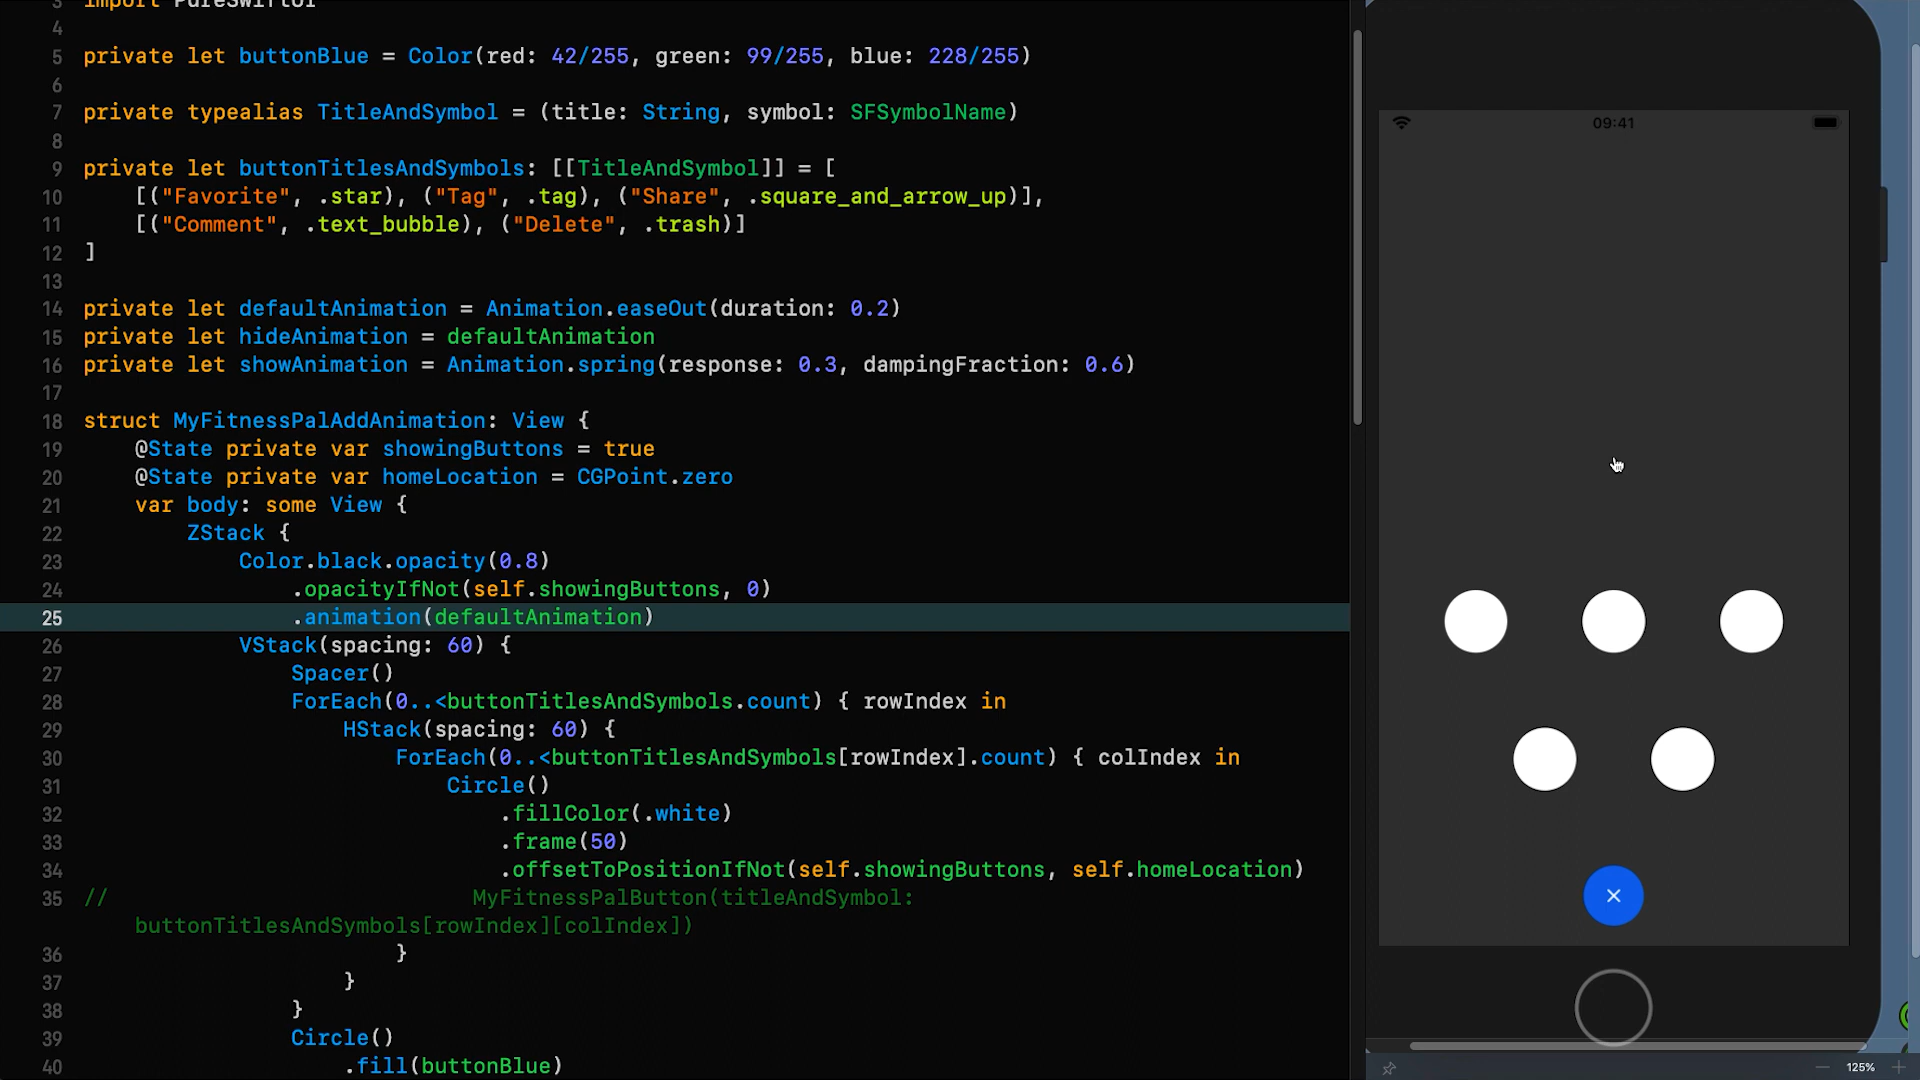 3 import PureSwiftUI
4
5 private let buttonBlue = Color(red: 42/255, green: 99/255, blue: 228/255)
6
7 private typealias TitleAndSymbol = (title: String, symbol: SFSymbolName)
8
9 private let buttonTitlesAndSymbols: [[TitleAndSymbol]] = [
10 [("Favorite", .star), ("Tag", .tag), ("Share", .square_and_arrow_up)],
11 [("Comment", .text_bubble), ("Delete", .trash)]
12 ]
13
14 private let defaultAnimation = Animation.easeOut(duration: 0.2)
15 private let hideAnimation = defaultAnimation
16 private let showAnimation = Animation.spring(response: 0.3, dampingFraction: 0.6)
17
18 struct MyFitnessPalAddAnimation: View {
19 @State private var showingButtons = true
20 @State private var homeLocation = CGPoint.zero
21 var body: some View {
22 ZStack {
23 Color.black.opacity(0.8)
24 .opacityIfNot(self.showingButtons, 0)
25 .animation(defaultAnimation)
26 VStack(spacing: 60) {
27 Spacer()
28 ForEach(0..<buttonTitlesAndSymbols.count) { rowIndex in
29 HStack(spacing: 60) {
30 ForEach(0..<buttonTitlesAndSymbols[rowIndex].count) { colIndex in
31 Circle()
32 .fillColor(.white)
33 .frame(50)
34 .offsetToPositionIfNot(self.showingButtons, self.homeLocation)
35 // MyFitnessPalButton(titleAndSymbol:
buttonTitlesAndSymbols[rowIndex][colIndex])
36 }
37 }
38 }
39 Circle()
40 .fill(buttonBlue)
09:41
125%